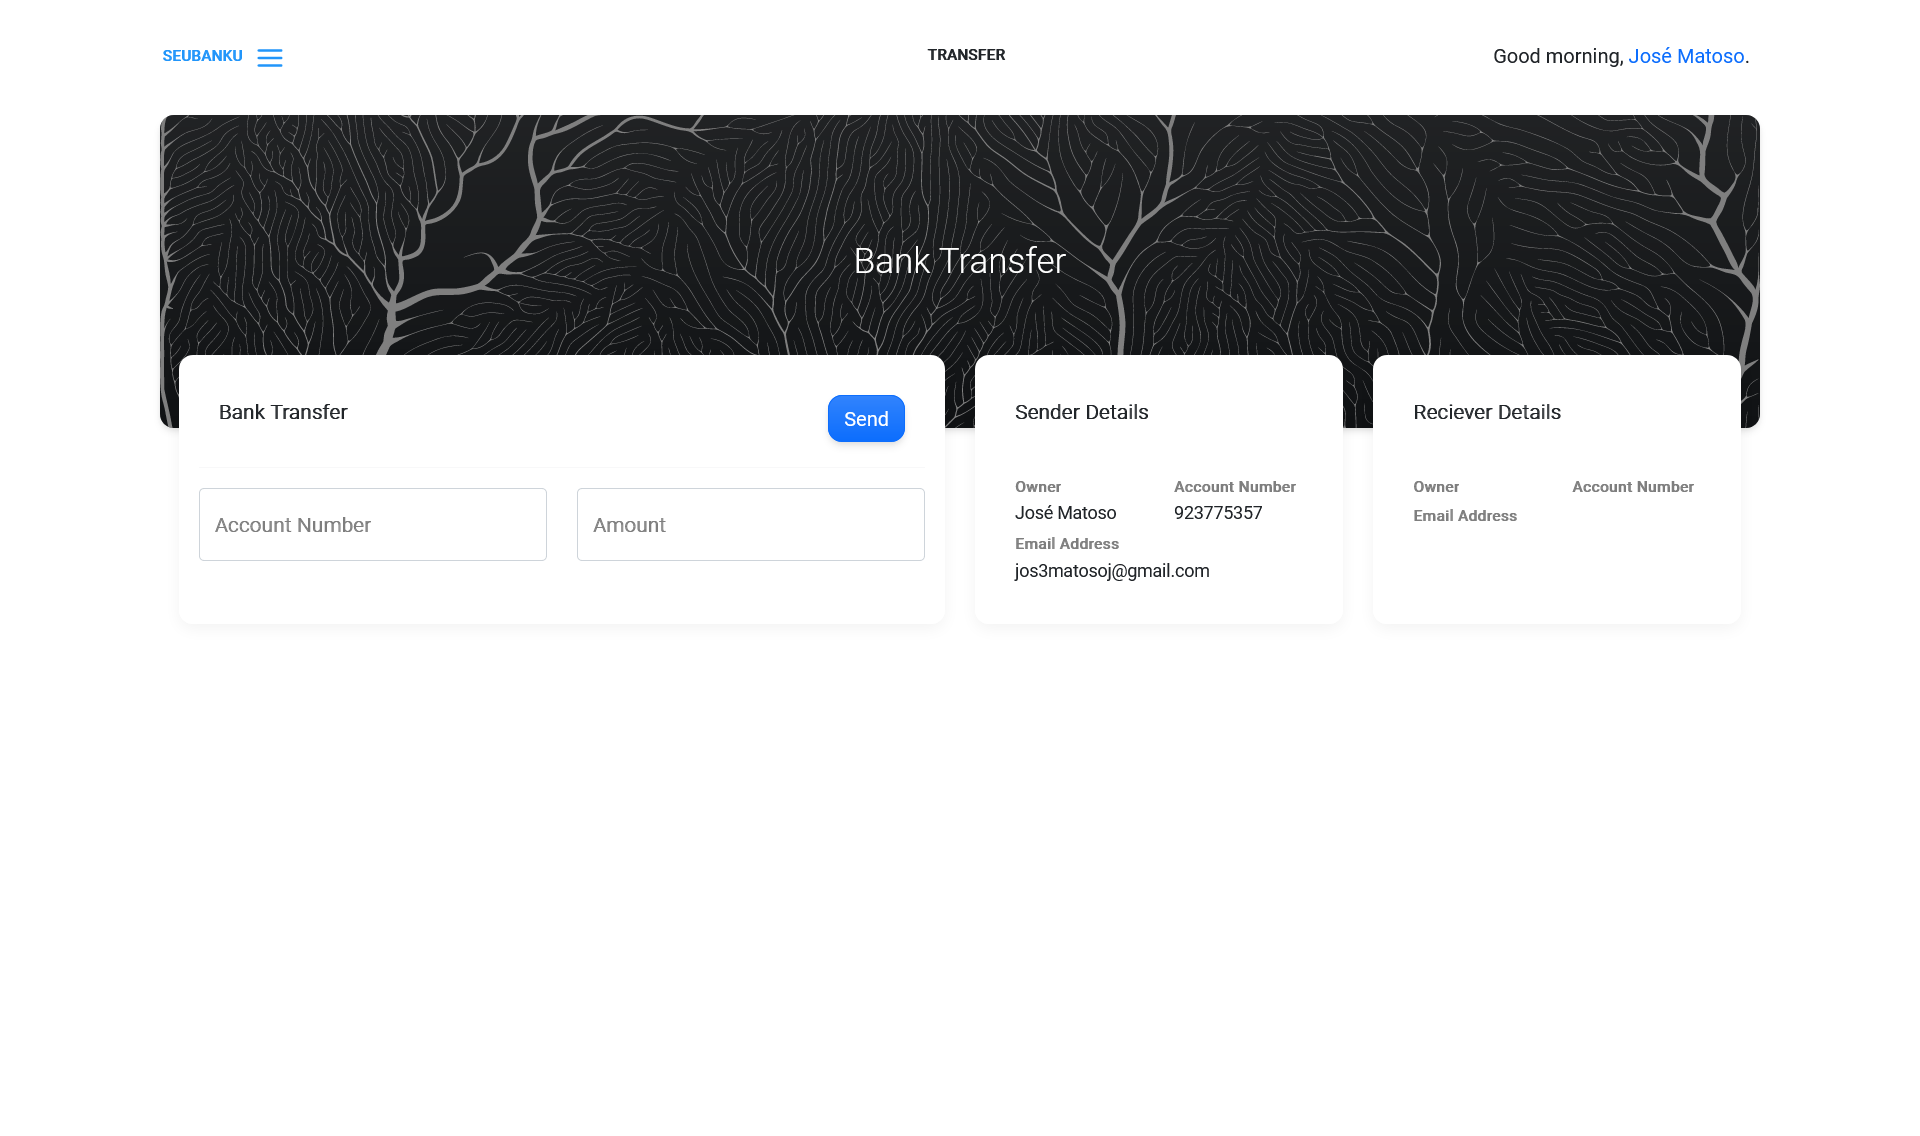 SEUBANKU
TRANSFER
Good morning, José Matoso.
Bank Transfer
Bank Transfer
Send
Account Number
Amount
Sender Details
Owner
José Matoso
Account Number
923775357
Email Address
jos3matosoj@gmail.com
Reciever Details
Owner
Account Number
Email Address